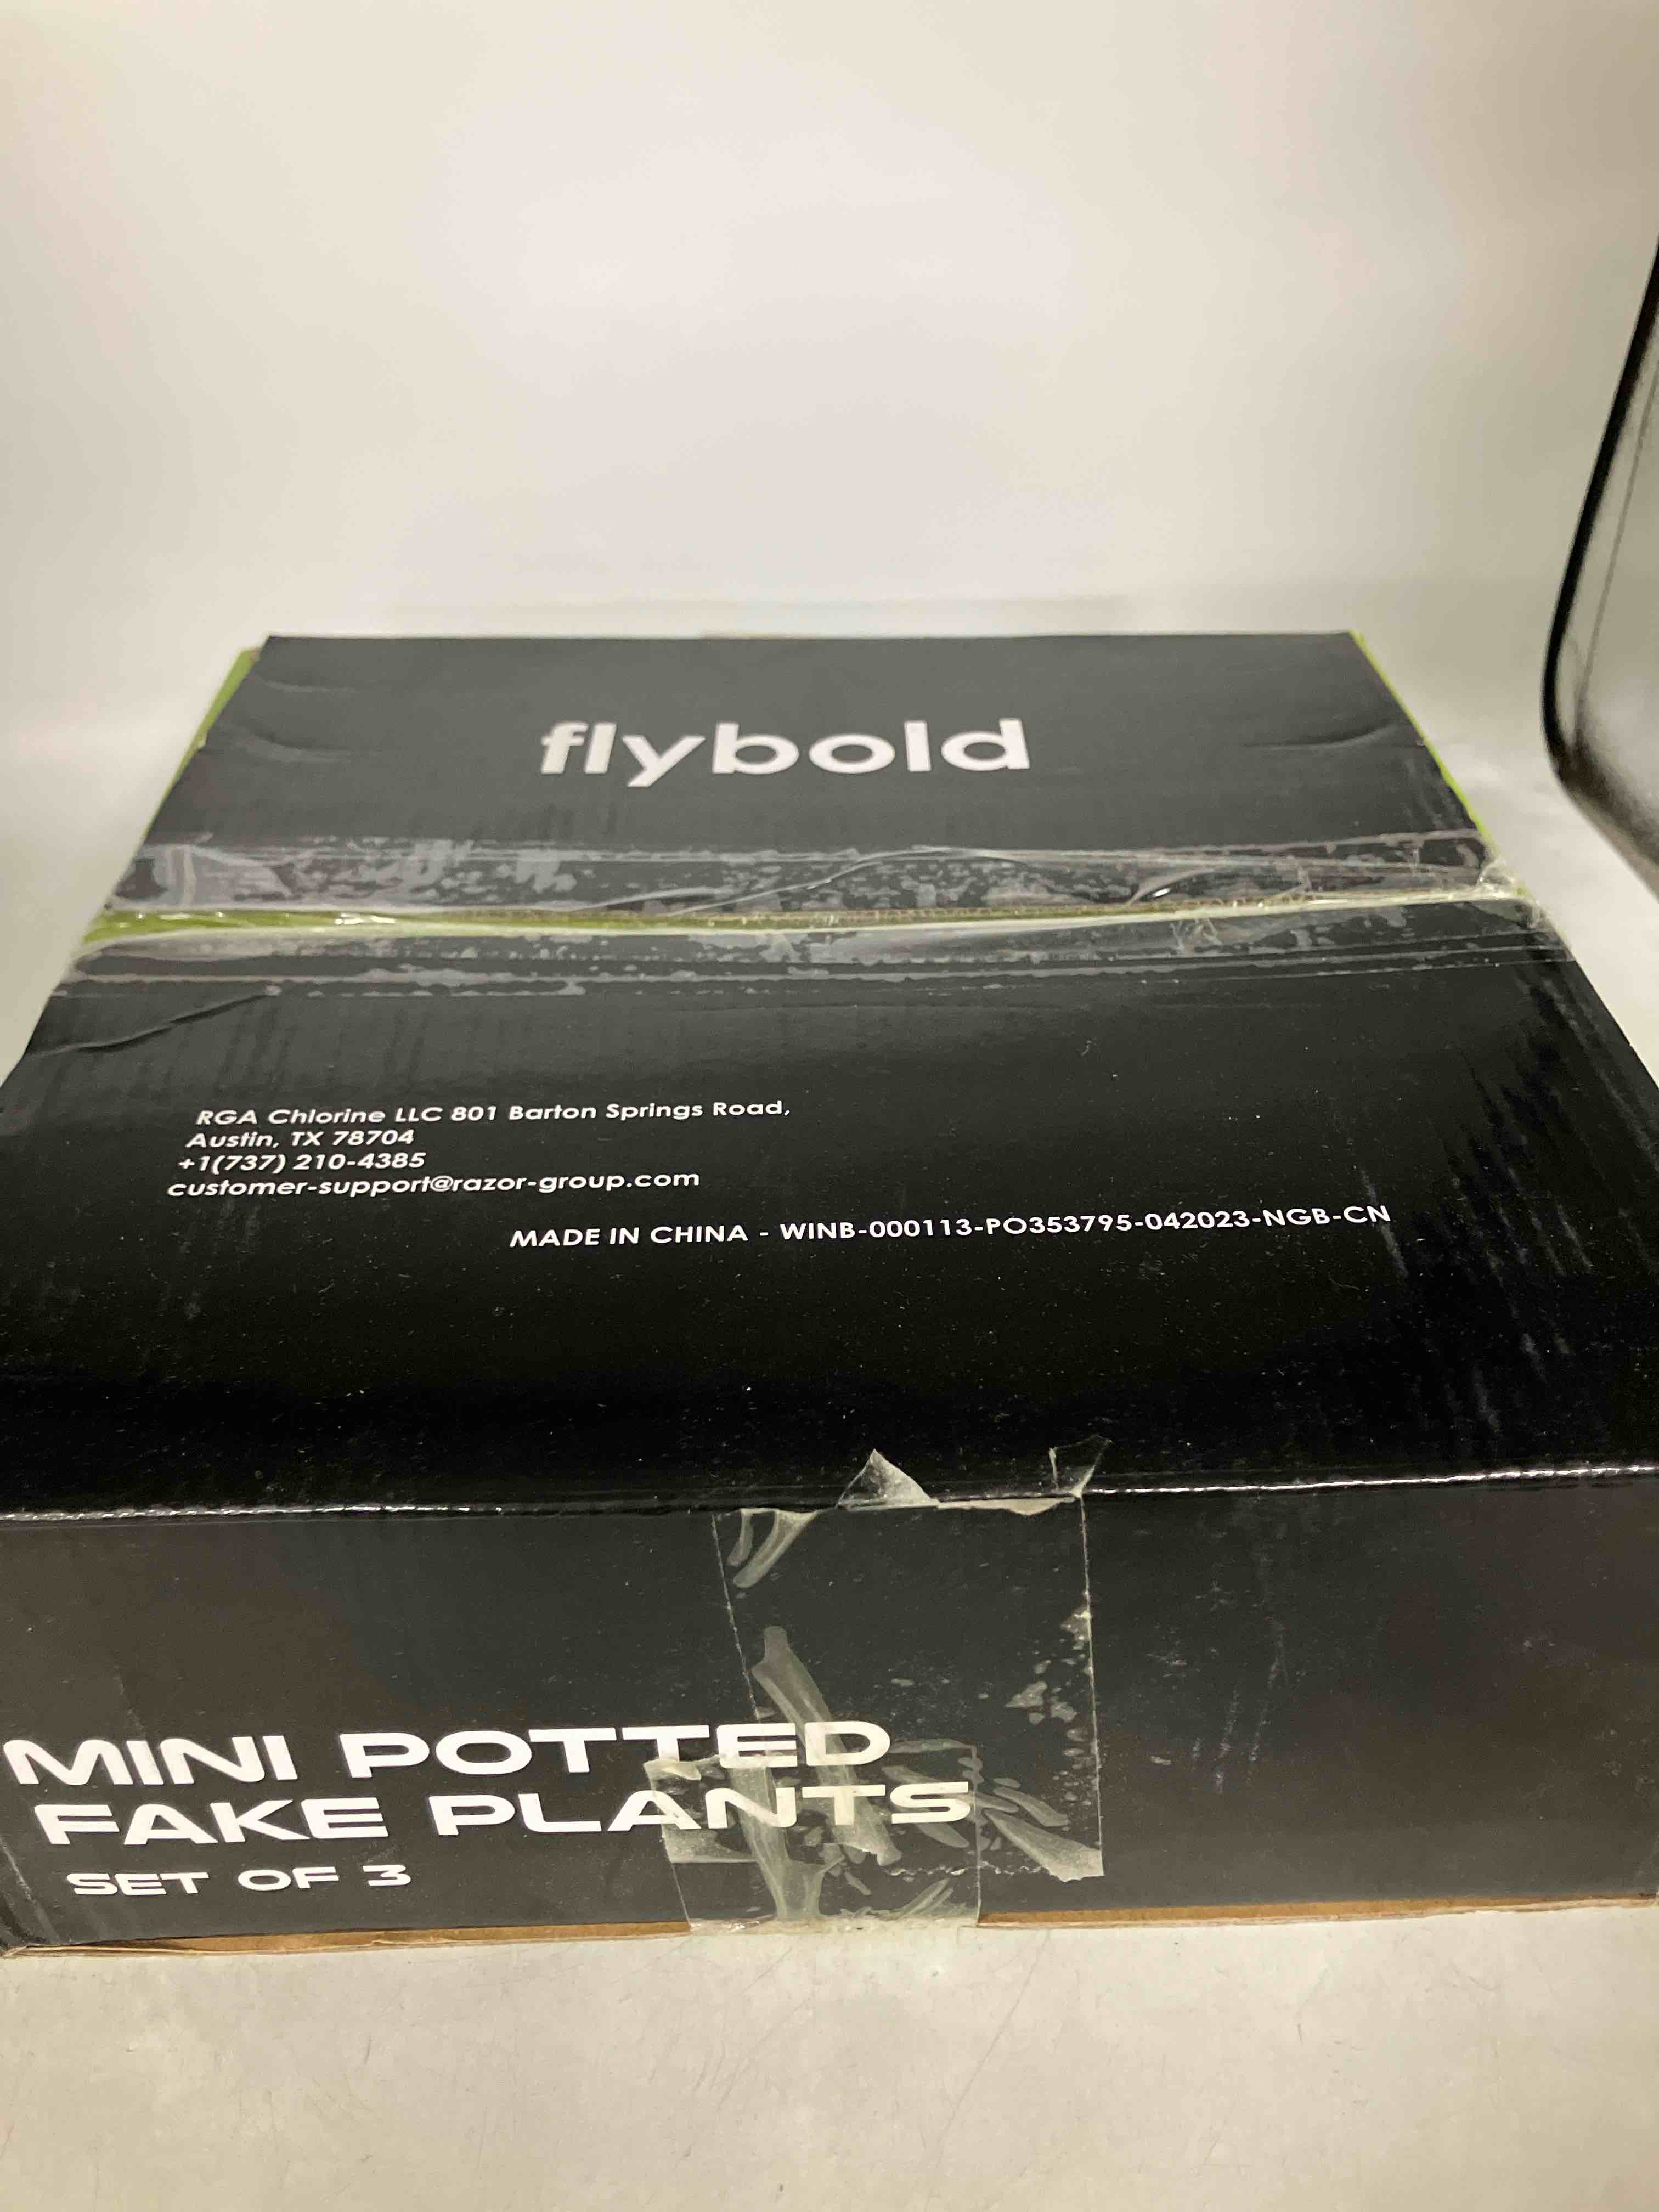 flybold
RGA Chlorine LLC 801 Barton Springs Road,
Austin, TX 78704
+1(737) 210-4385
customer-support@razor-group.com
MADE IN CHINA - WINB-000113-PO353795-042023-NGB-CN
MINI POTTED
FAKE PLANTS
SET OF 3